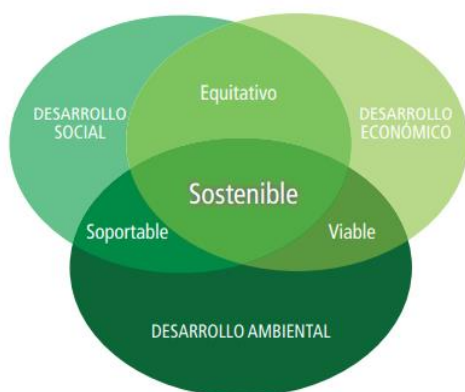 Equitativo
DESARROLLO
SOCIAL
DESARROLLO
ECONÓMICO
Sostenible
Soportable
Viable
DESARROLLO AMBIENTAL